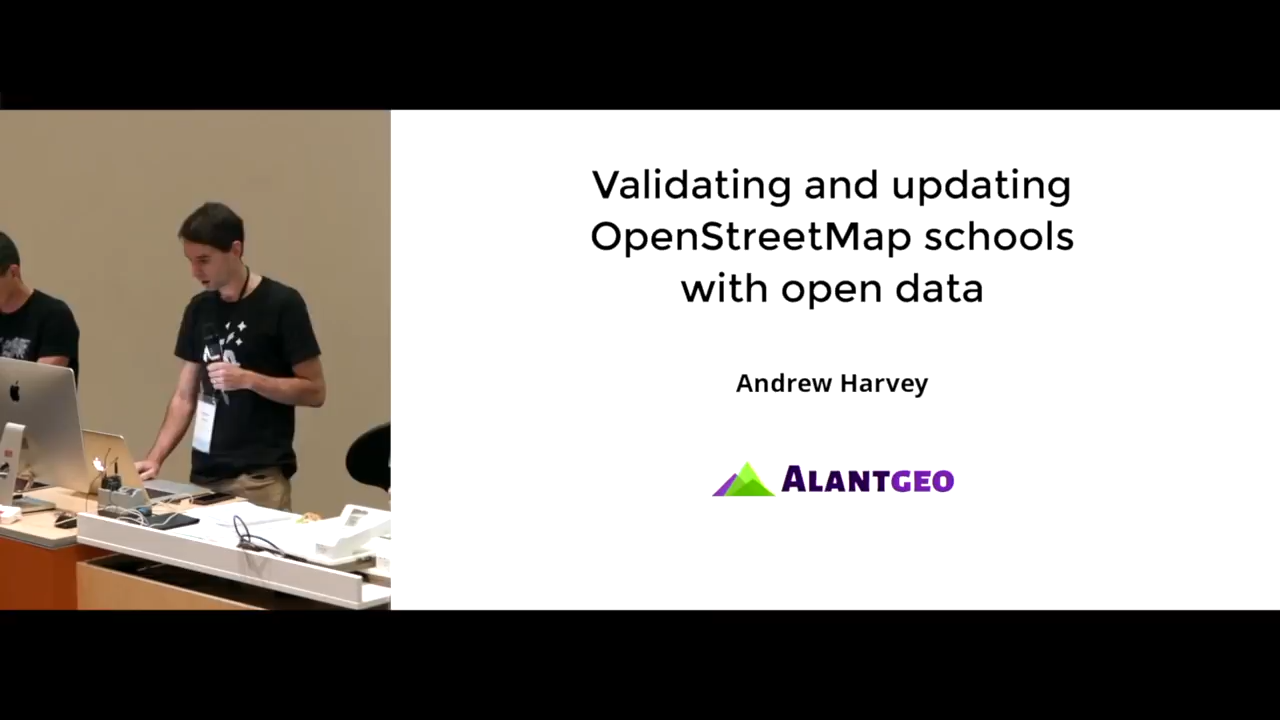 Validating and updating
OpenStreetMap schools
with open data
Andrew Harvey
ALANTGEO